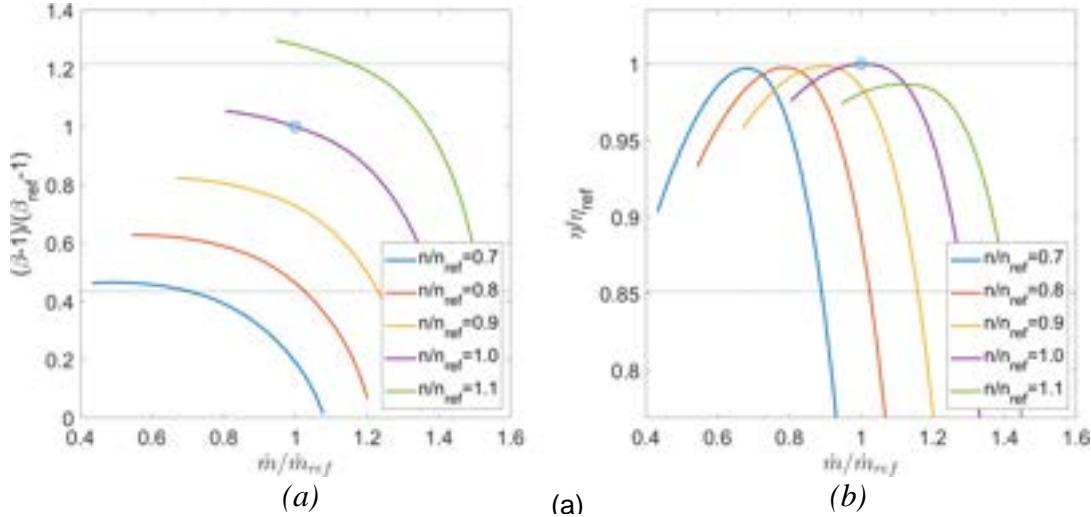 1.4
1.2
1
0.8
0.6
0.4
0.2
0
0.4 0.6 0.8 1 1.2 1.4 1.6
(β-1)/(β_ref-1)
ṁ/ṁ_ref
n/n_ref=0.7
n/n_ref=0.8
n/n_ref=0.9
n/n_ref=1.0
n/n_ref=1.1
(a)
(a)
1
0.95
0.9
0.85
0.8
0.4 0.6 0.8 1 1.2 1.4 1.6
η/η_ref
ṁ/ṁ_ref
n/n_ref=0.7
n/n_ref=0.8
n/n_ref=0.9
n/n_ref=1.0
n/n_ref=1.1
(b)